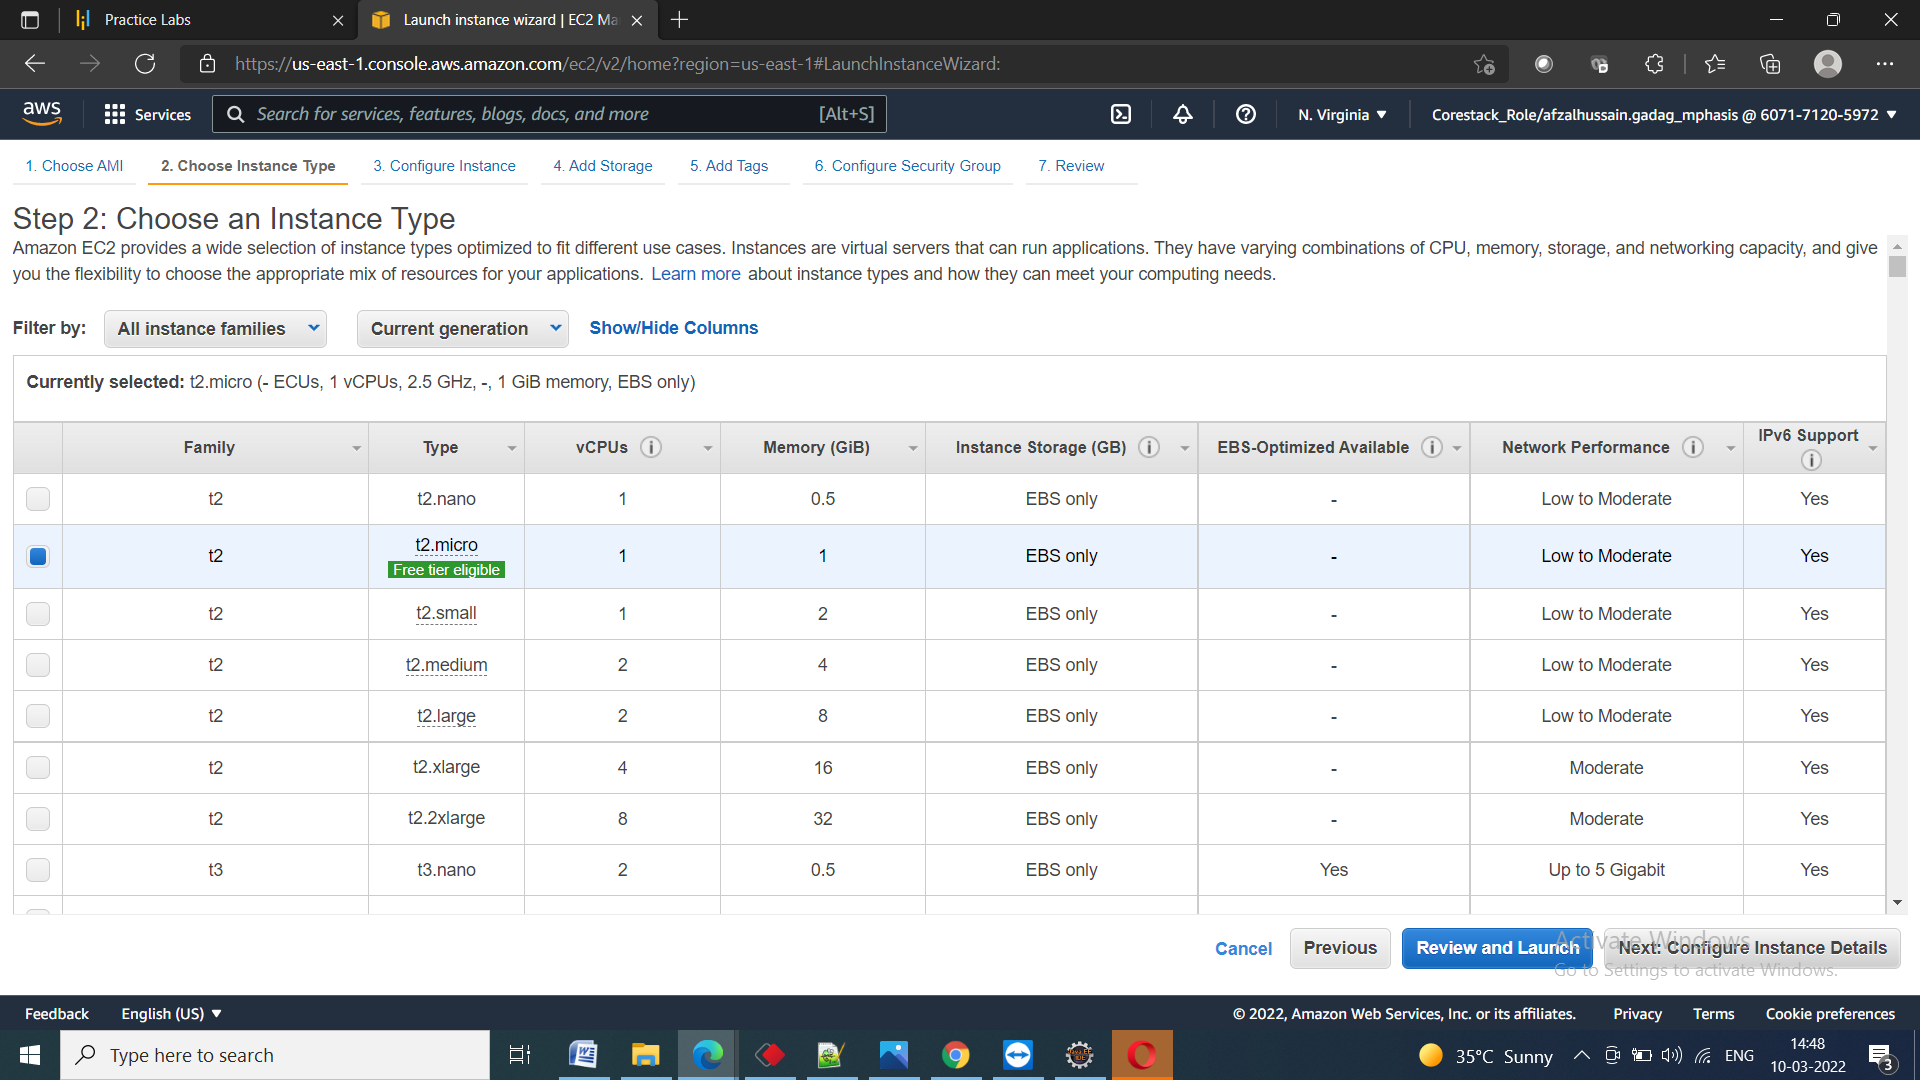 Practice Labs
Launch instance wizard | EC2 Ma
https://us-east-1.console.aws.amazon.com/ec2/v2/home?region=us-east-1#LaunchInstanceWizard:
aws
Services
Search for services, features, blogs, docs, and more
[Alt+S]
N. Virginia ▼
Corestack_Role/afzalhussain.gadag_mphasis @ 6071-7120-5972 ▼
1. Choose AMI 2. Choose Instance Type 3. Configure Instance 4. Add Storage 5. Add Tags 6. Configure Security Group 7. Review
Step 2: Choose an Instance Type
Amazon EC2 provides a wide selection of instance types optimized to fit different use cases. Instances are virtual servers that can run applications. They have varying combinations of CPU, memory, storage, and networking capacity, and give
you the flexibility to choose the appropriate mix of resources for your applications. Learn more about instance types and how they can meet your computing needs.
Filter by: All instance families Current generation Show/Hide Columns
Currently selected: t2.micro (- ECUs, 1 vCPUs, 2.5 GHz, -, 1 GiB memory, EBS only)
Family Type vCPUs Memory (GiB) Instance Storage (GB) EBS-Optimized Available Network Performance IPv6 Support
t2 t2.nano 1 0.5 EBS only - Low to Moderate Yes
t2 t2.micro 1 1 EBS only - Low to Moderate Yes
Free tier eligible
t2 t2.small 1 2 EBS only - Low to Moderate Yes
t2 t2.medium 2 4 EBS only - Low to Moderate Yes
t2 t2.large 2 8 EBS only - Low to Moderate Yes
t2 t2.xlarge 4 16 EBS only - Moderate Yes
t2 t2.2xlarge 8 32 EBS only - Moderate Yes
t3 t3.nano 2 0.5 EBS only Yes Up to 5 Gigabit Yes
Cancel Previous Review and Launch Next: Configure Instance Details
Activate Windows
Go to Settings to activate Windows.
Feedback English (US) ▼ © 2022, Amazon Web Services, Inc. or its affiliates. Privacy Terms Cookie preferences
Type here to search
35°C Sunny
ENG
14:48
10-03-2022
3